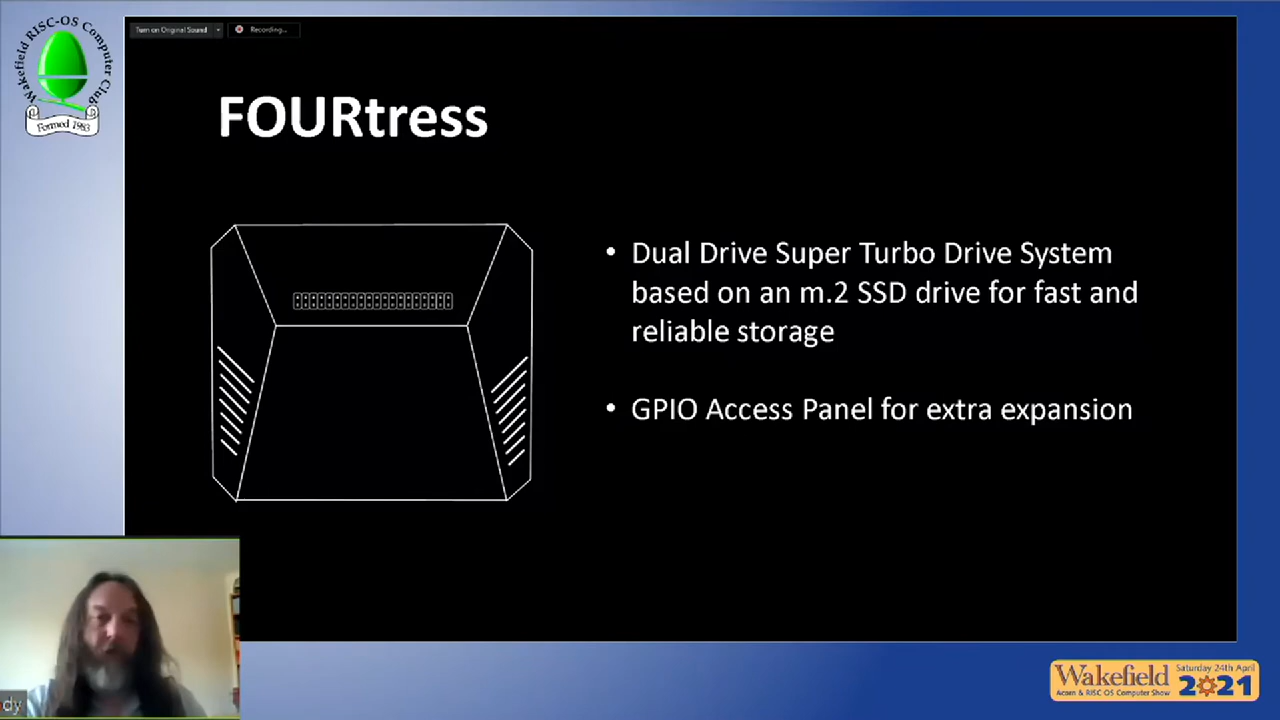 Wakefield RISC-OS Computer Club
Formed 1983
Turn on Original Sound
Recording...
FOURtress
• Dual Drive Super Turbo Drive System
based on an m.2 SSD drive for fast and
reliable storage
• GPIO Access Panel for extra expansion
dy
Wakefield
Acorn & RISC OS Computer Show
Saturday 24th April
2021